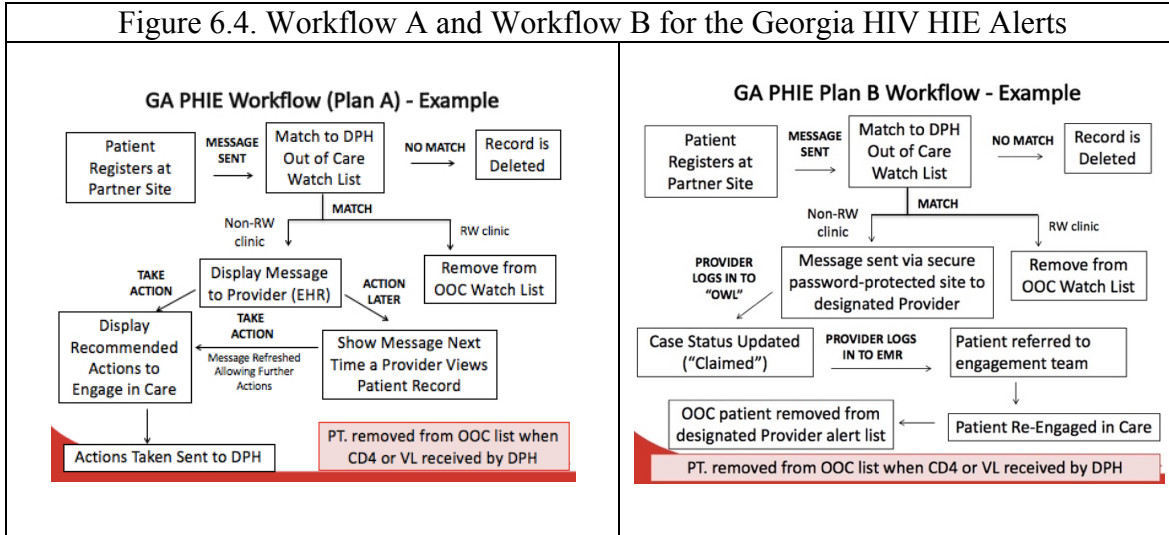 Figure 6.4. Workflow A and Workflow B for the Georgia HIV HIE Alerts
GA PHIE Workflow (Plan A) - Example
Patient
Registers at
Partner Site
MESSAGE
SENT
Match to DPH
Out of Care
Watch List
NO MATCH
Record is
Deleted
MATCH
Non-RW
clinic
RW clinic
TAKE
ACTION
Display Message
to Provider (EHR)
ACTION
LATER
Remove from
OOC Watch List
Display
Recommended
Actions to
Engage in Care
TAKE
ACTION
Message Refreshed
Allowing Further
Actions
Show Message Next
Time a Provider Views
Patient Record
Actions Taken Sent to DPH
PT. removed from OOC list when
CD4 or VL received by DPH
GA PHIE Plan B Workflow - Example
Patient
Registers at
Partner Site
MESSAGE
SENT
Match to DPH
Out of Care
Watch List
NO MATCH
Record is
Deleted
MATCH
Non-RW
clinic
RW clinic
PROVIDER
LOGS IN TO
“OWL”
Message sent via secure
password-protected site to
designated Provider
Remove from
OOC Watch List
Case Status Updated
(“Claimed”)
PROVIDER LOGS
IN TO EMR
Patient referred to
engagement team
OOC patient removed from
designated Provider alert list
Patient Re-Engaged in Care
PT. removed from OOC list when CD4 or VL received by DPH